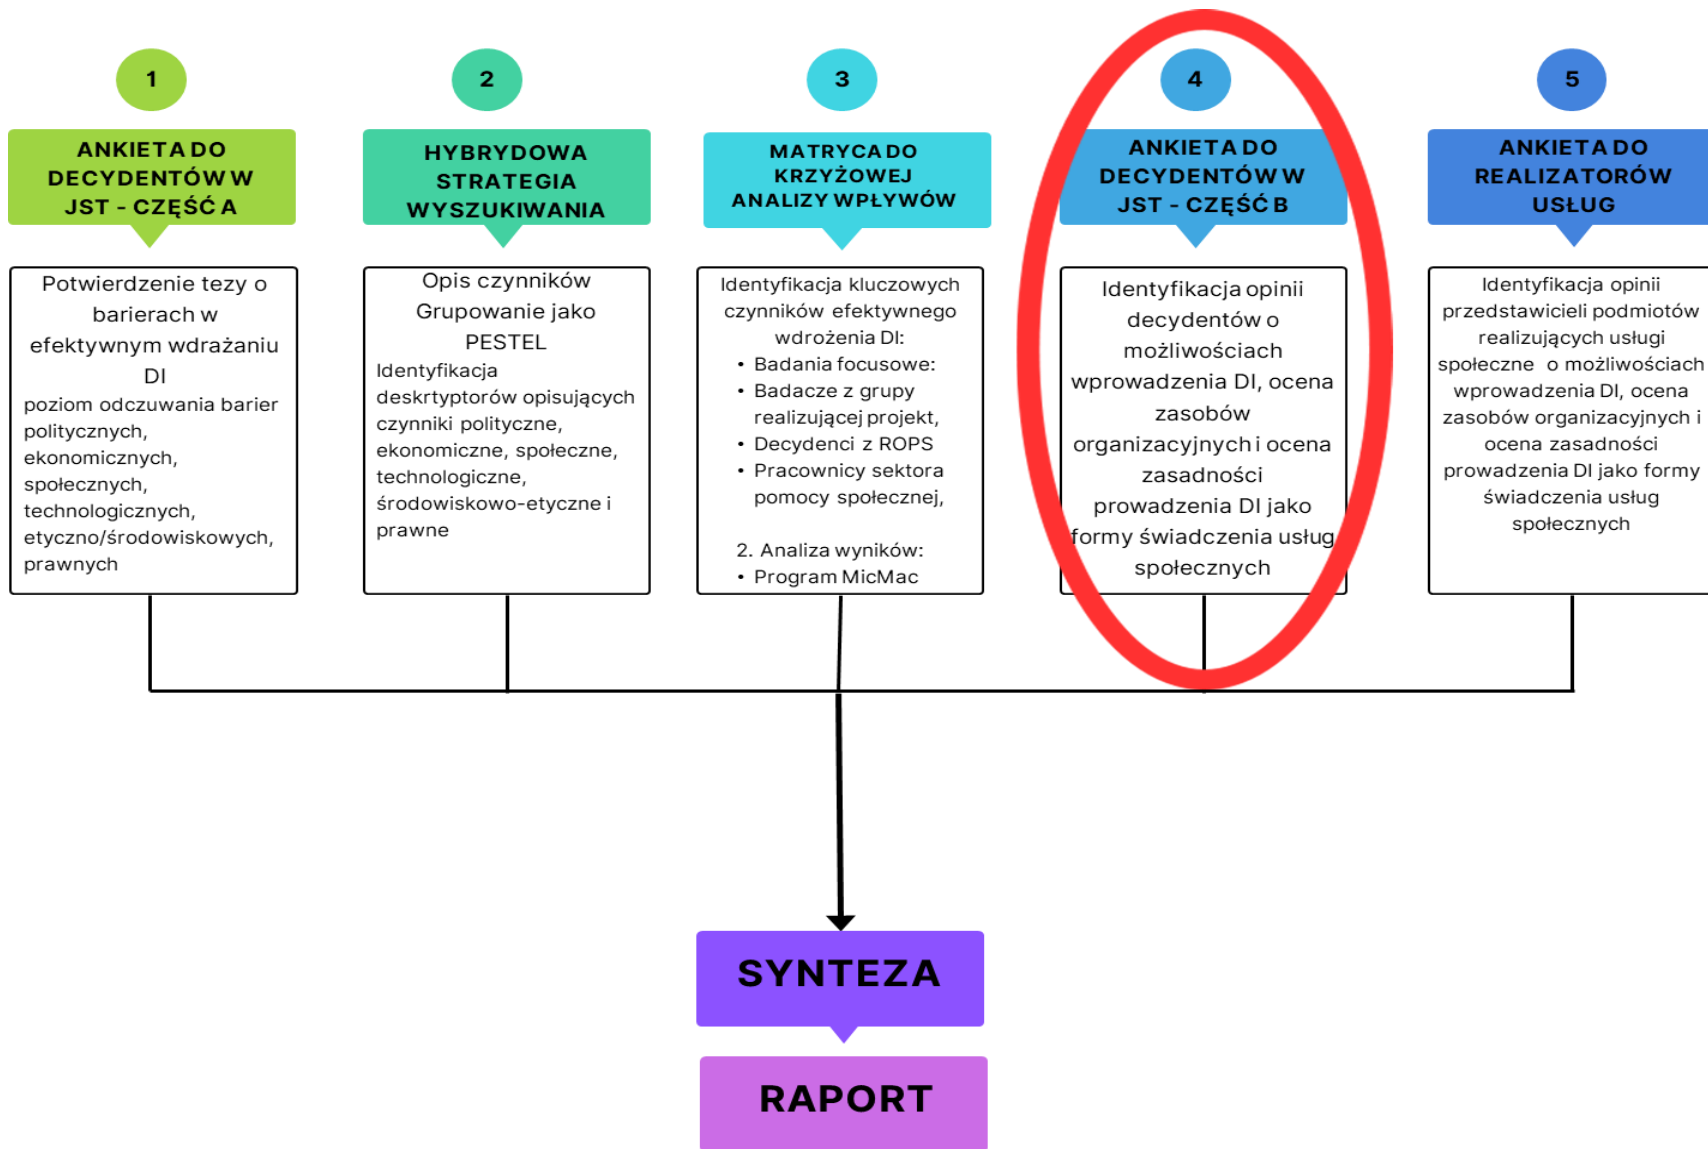 1
ANKIETA DO
DECYDENTÓW W
JST - CZĘŚĆ A
Potwierdzenie tezy o
barierach w
efektywnym wdrażaniu
DI
poziom odczuwania barier
politycznych,
ekonomicznych,
społecznych,
technologicznych,
etyczno/środowiskowych,
prawnych
2
HYBRYDOWA
STRATEGIA
WYSZUKIWANIA
Opis czynników
Grupowanie jako
PESTEL
Identyfikacja
deskrtyptorów opisujących
czynniki polityczne,
ekonomiczne, społeczne,
technologiczne,
środowiskowo-etyczne i
prawne
3
MATRYCA DO
KRZYŻOWEJ
ANALIZY WPŁYWÓW
Identyfikacja kluczowych
czynników efektywnego
wdrożenia DI:
• Badania focusowe:
• Badacze z grupy
realizującej projekt,
• Decydenci z ROPS
• Pracownicy sektora
pomocy społecznej,
2. Analiza wyników:
• Program MicMac
4
ANKIETA DO
DECYDENTÓW W
JST - CZĘŚĆ B
Identyfikacja opinii
decydentów o
możliwościach
wprowadzenia DI, ocena
zasobów
organizacyjnych i ocena
zasadności
prowadzenia DI jako
formy świadczenia usług
społecznych
5
ANKIETA DO
REALIZATORÓW
USŁUG
Identyfikacja opinii
przedstawicieli podmiotów
realizujących usługi
społeczne o możliwościach
wprowadzenia DI, ocena
zasobów organizacyjnych i
ocena zasadności
prowadzenia DI jako formy
świadczenia usług
społecznych
SYNTEZA
RAPORT